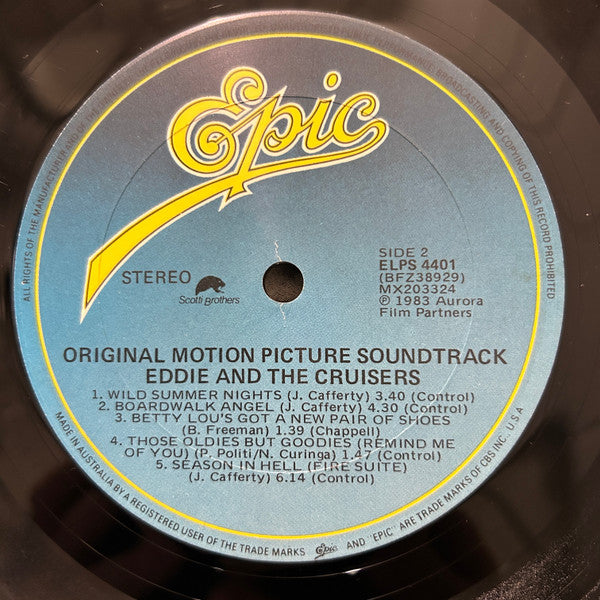 ALL RIGHTS OF THE MANUFACTURER AND OF THE
BROADCASTING AND COPYING OF THIS RECORD PROHIBITED
Epic
STEREO
Scotti brothers
SIDE 2
ELPS 4401
(BFZ38929)
MX203324
℗ 1983 Aurora
Film Partners
ORIGINAL MOTION PICTURE SOUNDTRACK
EDDIE AND THE CRUISERS
1. WILD SUMMER NIGHTS (J. Cafferty) 3.40 (Control)
2. BOARDWALK ANGEL (J. Cafferty) 4.30 (Control)
3. BETTY LOU'S GOT A NEW PAIR OF SHOES
(B. Freeman) 1.39 (Chappell)
4. THOSE OLDIES BUT GOODIES (REMIND ME
OF YOU) (P. Politi/N. Curinga) 1.47 (Control)
5. SEASON IN HELL (FIRE SUITE)
(J. Cafferty) 6.14 (Control)
MADE IN AUSTRALIA BY A REGISTERED USER OF THE TRADE MARKS Epic AND "EPIC" ARE TRADE MARKS OF CBS INC. U.S.A